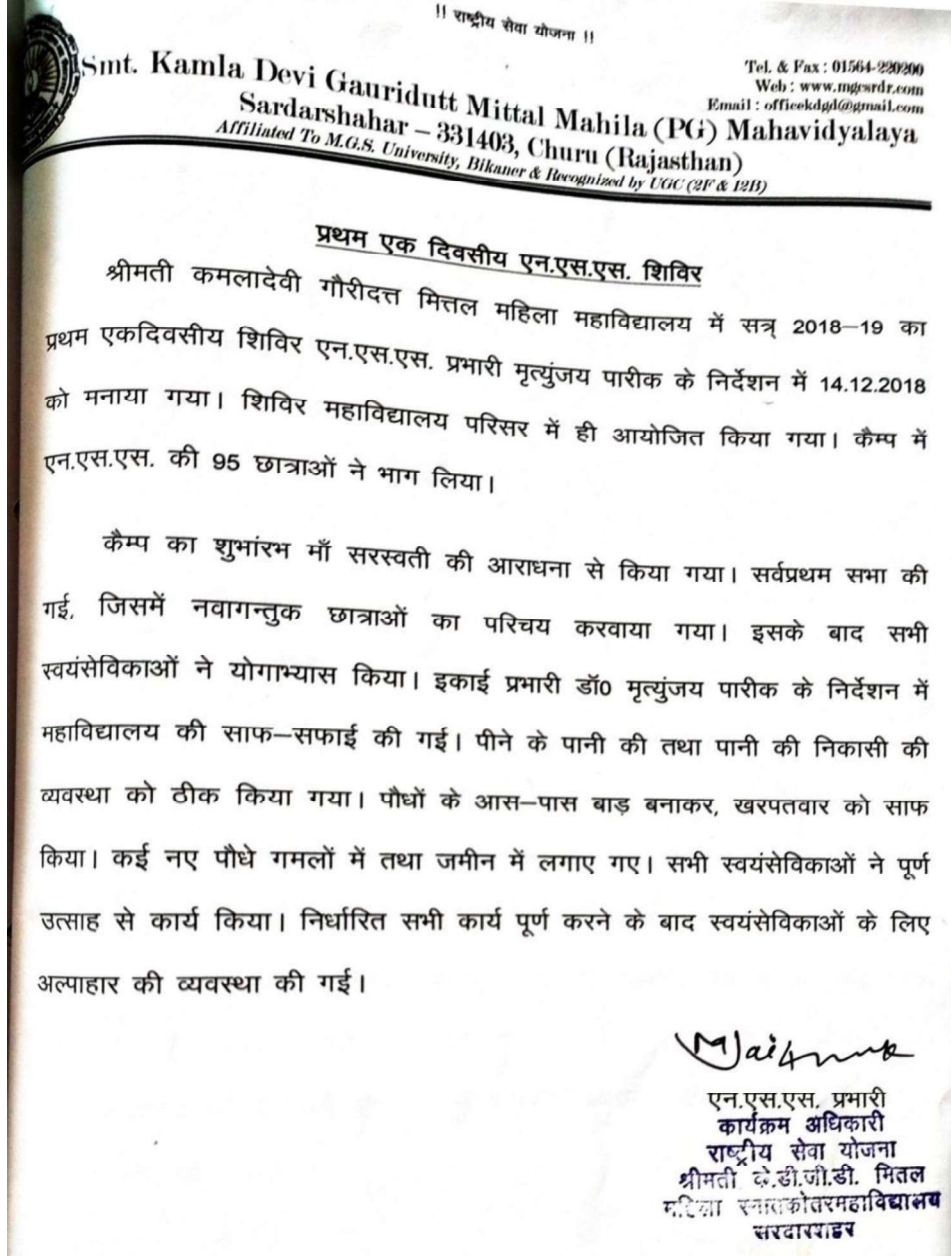 !! राष्ट्रीय सेवा योजना !!
Tel. & Fax : 01564-220200
Web : www.mgcsrdr.com
Email : officekdgd@gmail.com
Smt. Kamla Devi Gauridutt Mittal Mahila (PG) Mahavidyalaya
Sardarshahar – 331403, Churu (Rajasthan)
Affiliated To M.G.S. University, Bikaner & Recognized by UGC (2F & 12B)
प्रथम एक दिवसीय एन.एस.एस. शिविर
श्रीमती कमलादेवी गौरीदत्त मित्तल महिला महाविद्यालय में सत्र् 2018–19 का
प्रथम एकदिवसीय शिविर एन.एस.एस. प्रभारी मृत्युंजय पारीक के निर्देशन में 14.12.2018
को मनाया गया। शिविर महाविद्यालय परिसर में ही आयोजित किया गया। कैम्प में
एन.एस.एस. की 95 छात्राओं ने भाग लिया।
कैम्प का शुभांरभ माँ सरस्वती की आराधना से किया गया। सर्वप्रथम सभा की
गई, जिसमें नवागन्तुक छात्राओं का परिचय करवाया गया। इसके बाद सभी
स्वयंसेविकाओं ने योगाभ्यास किया। इकाई प्रभारी डॉ0 मृत्युंजय पारीक के निर्देशन में
महाविद्यालय की साफ–सफाई की गई। पीने के पानी की तथा पानी की निकासी की
व्यवस्था को ठीक किया गया। पौधों के आस–पास बाड़ बनाकर, खरपतवार को साफ
किया। कई नए पौधे गमलों में तथा जमीन में लगाए गए। सभी स्वयंसेविकाओं ने पूर्ण
उत्साह से कार्य किया। निर्धारित सभी कार्य पूर्ण करने के बाद स्वयंसेविकाओं के लिए
अल्पाहार की व्यवस्था की गई।
एन.एस.एस. प्रभारी
कार्यक्रम अधिकारी
राष्ट्रीय सेवा योजना
श्रीमती के.डी.जी.डी. मितल
महिला स्नातकोतरमहाविद्यालय
सरदारशहर